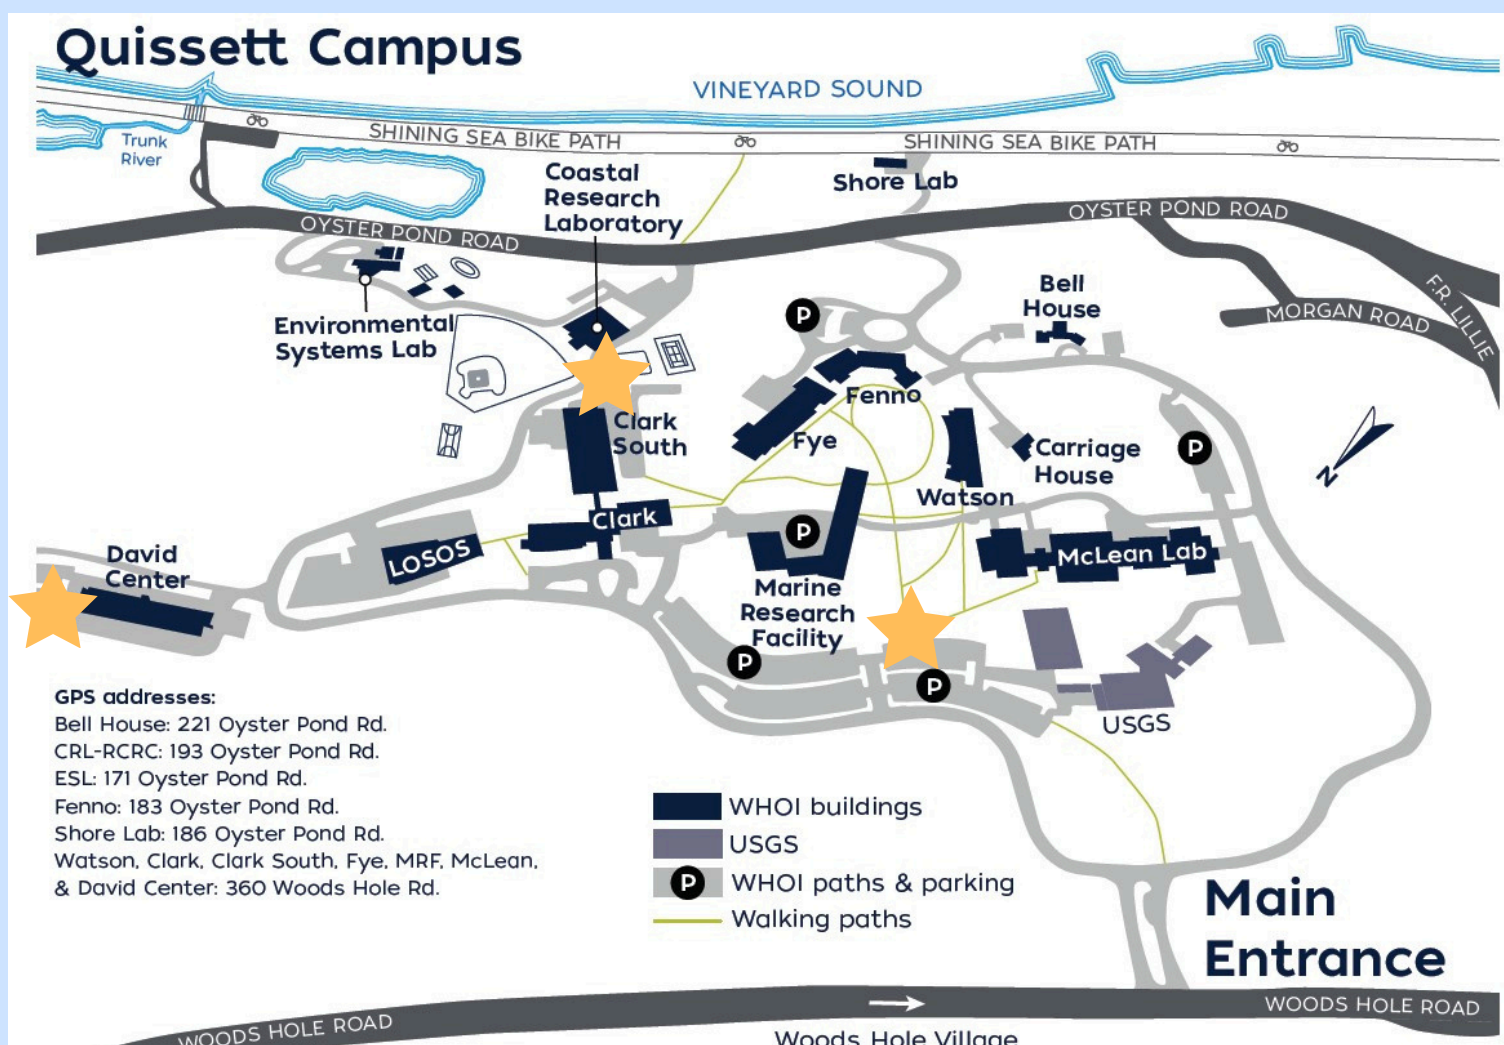 Quissett Campus
VINEYARD SOUND
SHINING SEA BIKE PATH
SHINING SEA BIKE PATH
Trunk
River
Coastal
Research
Laboratory
Shore Lab
OYSTER POND ROAD
OYSTER POND ROAD
Bell
House
F.R. LILLIE
MORGAN ROAD
Environmental
Systems Lab
P
Fenno
Clark
South
Fye
P
Carriage
House
N
Watson
Clark
P
LOSOS
McLean Lab
David
Center
Marine
Research
Facility
P
P
USGS
GPS addresses:
Bell House: 221 Oyster Pond Rd.
CRL-RCRC: 193 Oyster Pond Rd.
ESL: 171 Oyster Pond Rd.
Fenno: 183 Oyster Pond Rd.
Shore Lab: 186 Oyster Pond Rd.
Watson, Clark, Clark South, Fye, MRF, McLean,
& David Center: 360 Woods Hole Rd.
WHOI buildings
USGS
P WHOI paths & parking
Walking paths
Main
Entrance
WOODS HOLE ROAD
WOODS HOLE ROAD
Woods Hole Village